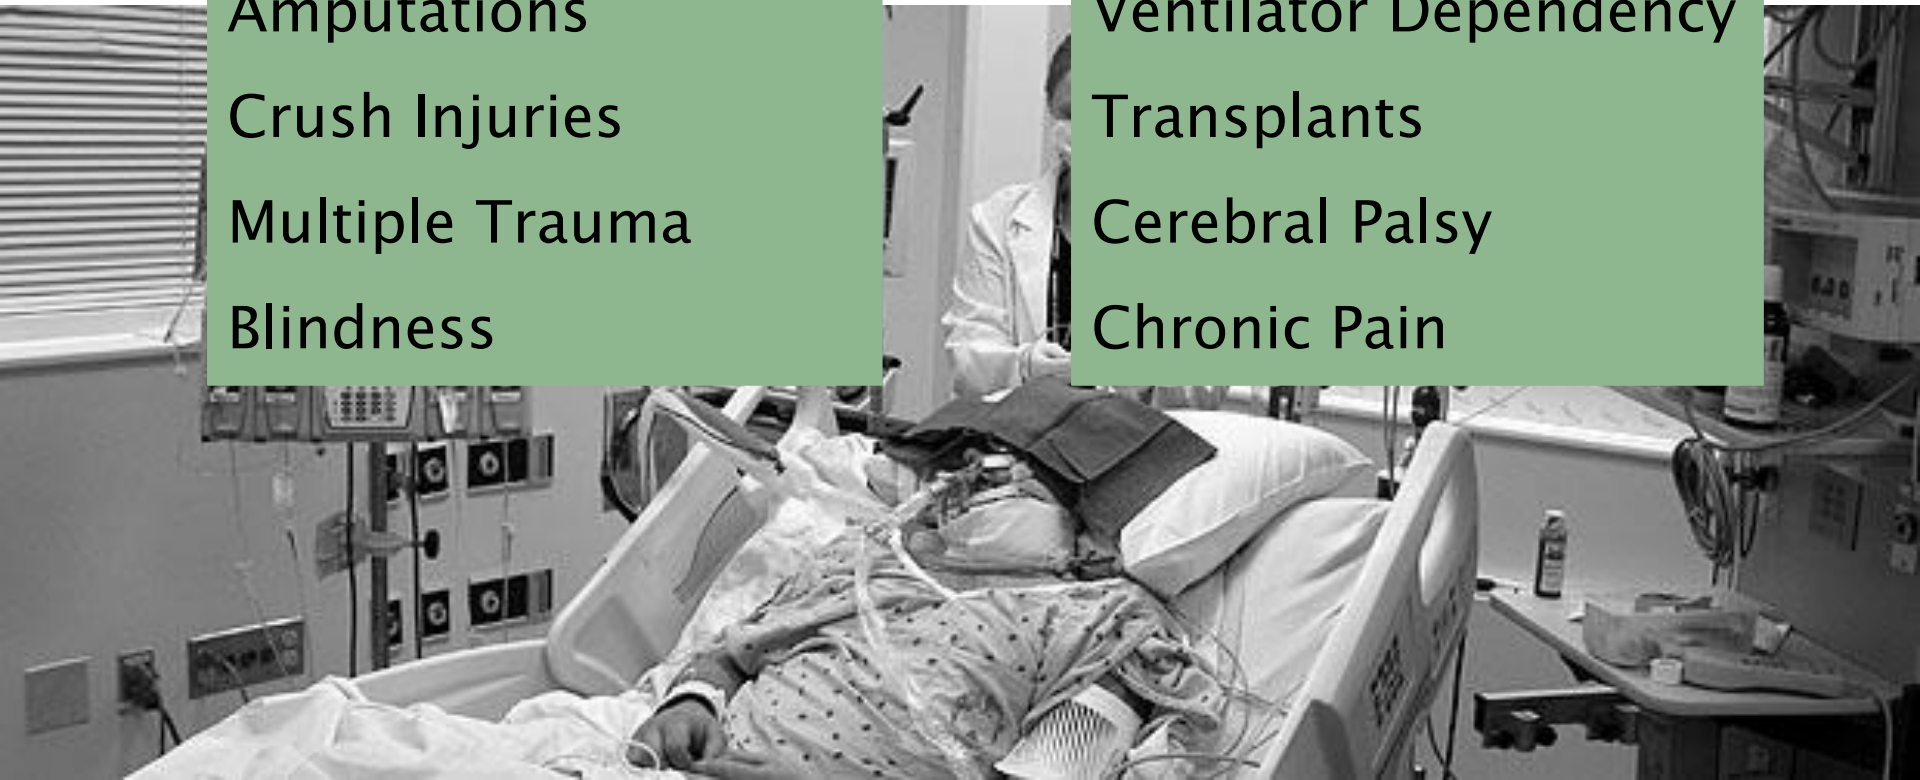 Amputations
Crush Injuries
Multiple Trauma
Blindness
Ventilator Dependency
Transplants
Cerebral Palsy
Chronic Pain